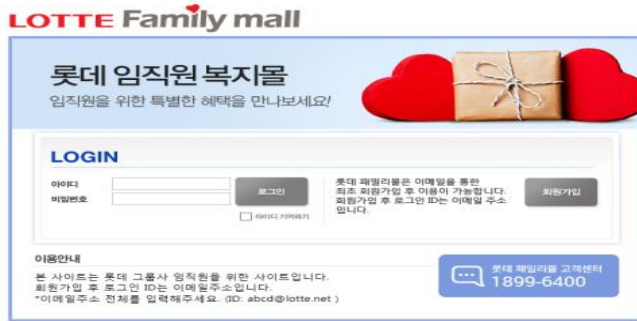 LOTTE Family mall
롯데 임직원 복지몰
임직원을 위한 특별한 혜택을 만나보세요!
LOGIN
아이디
비밀번호
로그인
아이디 기억하기
롯데 패밀리몰은 이메일을 통한
최초 회원가입 후 이용이 가능합니다.
회원가입 후 로그인 ID는 이메일 주소
입니다.
회원가입
이용안내
본 사이트는 롯데 그룹사 임직원을 위한 사이트입니다.
회원가입 후 로그인 ID는 이메일주소입니다.
*이메일주소 전체를 입력해주세요. (ID: abcd@lotte.net )
롯데 패밀리몰 고객센터
1899-6400